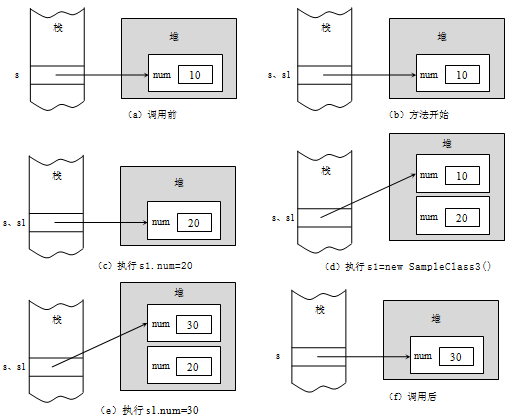 栈
堆
s
num 10
(a) 调用前
栈
堆
s、s1
num 10
(b) 方法开始
栈
堆
s、s1
num 20
(c) 执行 s1.num=20
栈
堆
s、s1
num 10
num 20
(d) 执行 s1=new SampleClass3()
栈
堆
s、s1
num 30
num 20
(e) 执行 s1.num=30
栈
堆
s
num 30
(f) 调用后